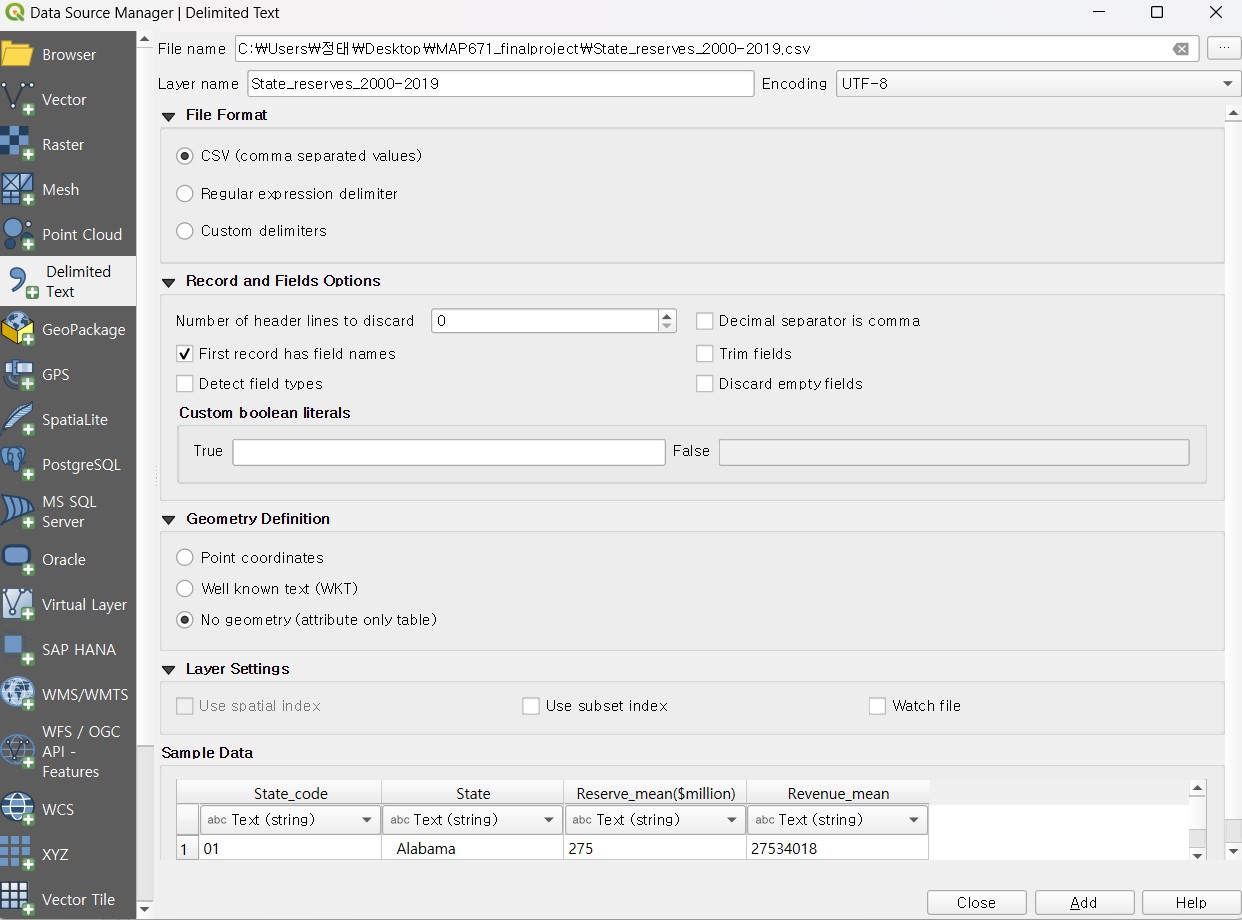 Data Source Manager | Delimited Text
Browser
Vector
Raster
Mesh
Point Cloud
Delimited
Text
GeoPackage
GPS
SpatiaLite
PostgreSQL
MS SQL
Server
Oracle
Virtual Layer
SAP HANA
WMS/WMTS
WFS / OGC
API -
Features
WCS
XYZ
Vector Tile
File name C:₩Users₩정태₩Desktop₩MAP671_finalproject₩State_reserves_2000-2019.csv ...
Layer name State_reserves_2000-2019 Encoding UTF-8
File Format
CSV (comma separated values)
Regular expression delimiter
Custom delimiters
Record and Fields Options
Number of header lines to discard 0 Decimal separator is comma
First record has field names Trim fields
Detect field types Discard empty fields
Custom boolean literals
True False
Geometry Definition
Point coordinates
Well known text (WKT)
No geometry (attribute only table)
Layer Settings
Use spatial index Use subset index Watch file
Sample Data
State_code State Reserve_mean($million) Revenue_mean
abc Text (string) abc Text (string) abc Text (string) abc Text (string)
1 01 Alabama 275 27534018
Close Add Help